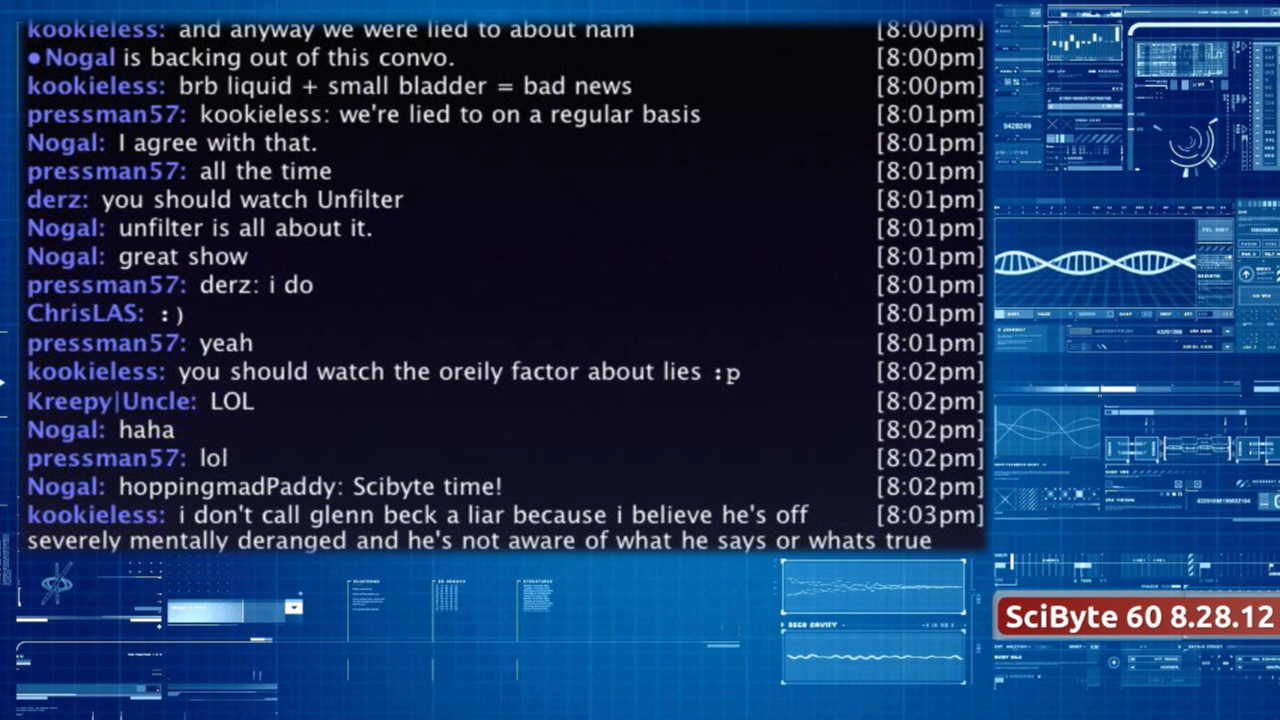 kookieless: and anyway we were lied to about nam [8:00pm]
•Nogal is backing out of this convo. [8:00pm]
kookieless: brb liquid + small bladder = bad news [8:00pm]
pressman57: kookieless: we're lied to on a regular basis [8:01pm]
Nogal: I agree with that. [8:01pm]
pressman57: all the time [8:01pm]
derz: you should watch Unfilter [8:01pm]
Nogal: unfilter is all about it. [8:01pm]
Nogal: great show [8:01pm]
pressman57: derz: i do [8:01pm]
ChrisLAS: :) [8:01pm]
pressman57: yeah [8:01pm]
kookieless: you should watch the oreily factor about lies :p [8:02pm]
Kreepy|Uncle: LOL [8:02pm]
Nogal: haha [8:02pm]
pressman57: lol [8:02pm]
Nogal: hoppingmadPaddy: Scibyte time! [8:02pm]
kookieless: i don't call glenn beck a liar because i believe he's off [8:03pm]
severely mentally deranged and he's not aware of what he says or whats true
9428249
SciByte 60 8.28.12